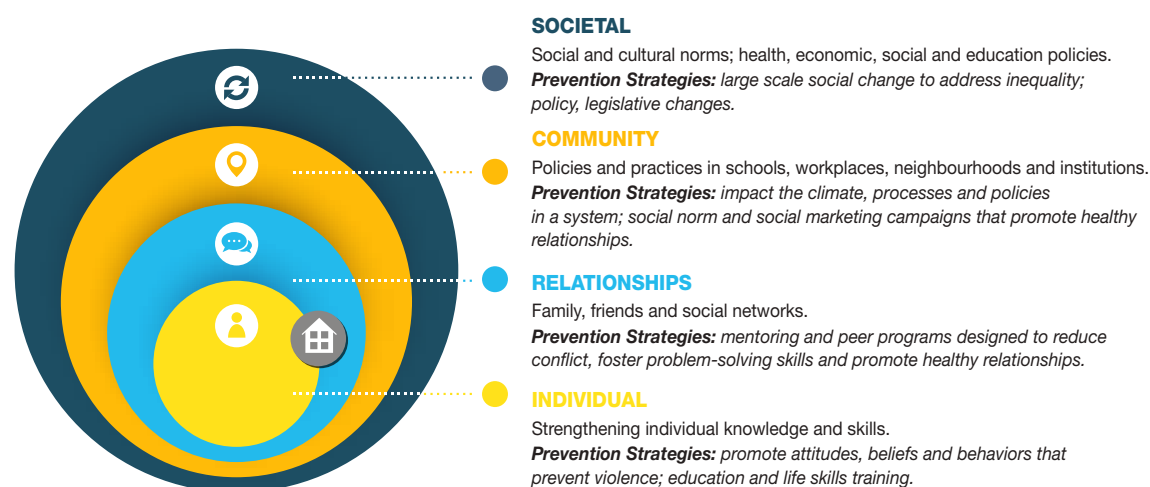 SOCIETAL
Social and cultural norms; health, economic, social and education policies.
Prevention Strategies: large scale social change to address inequality;
policy, legislative changes.
COMMUNITY
Policies and practices in schools, workplaces, neighbourhoods and institutions.
Prevention Strategies: impact the climate, processes and policies
in a system; social norm and social marketing campaigns that promote healthy
relationships.
RELATIONSHIPS
Family, friends and social networks.
Prevention Strategies: mentoring and peer programs designed to reduce
conflict, foster problem-solving skills and promote healthy relationships.
INDIVIDUAL
Strengthening individual knowledge and skills.
Prevention Strategies: promote attitudes, beliefs and behaviors that
prevent violence; education and life skills training.